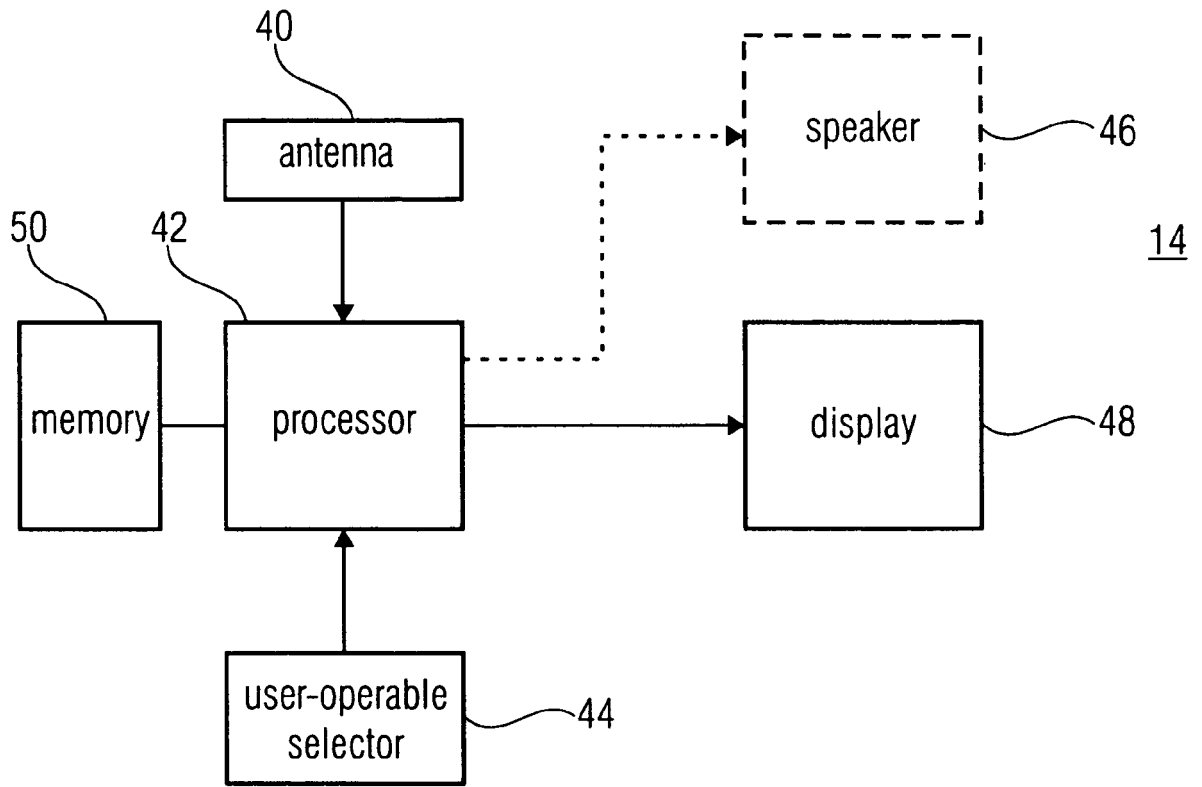 40
antenna
speaker
46
50
42
14
memory
processor
display
48
user-operable
selector
44